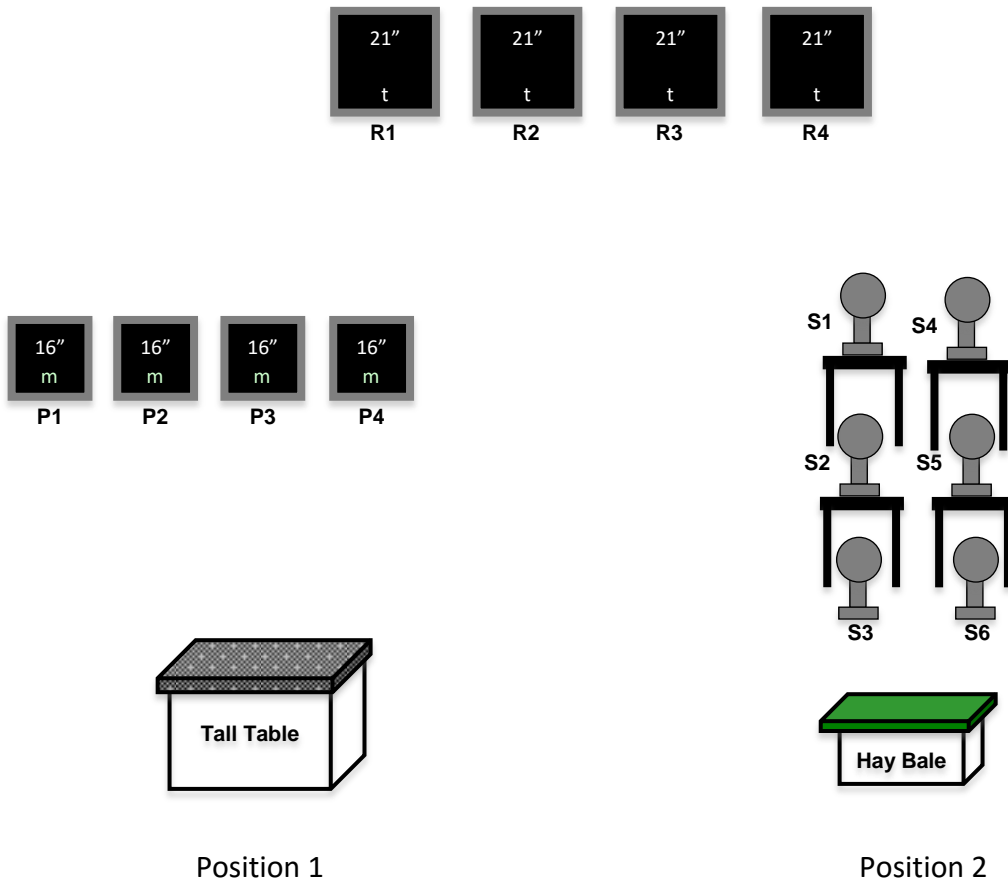 21” 21” 21” 21”
t t t t
R1 R2 R3 R4
S1 S4
16” 16” 16” 16”
m m m m
P1 P2 P3 P4
S2 S5
S3 S6
Tall Table
Hay Bale
Position 1 Position 2